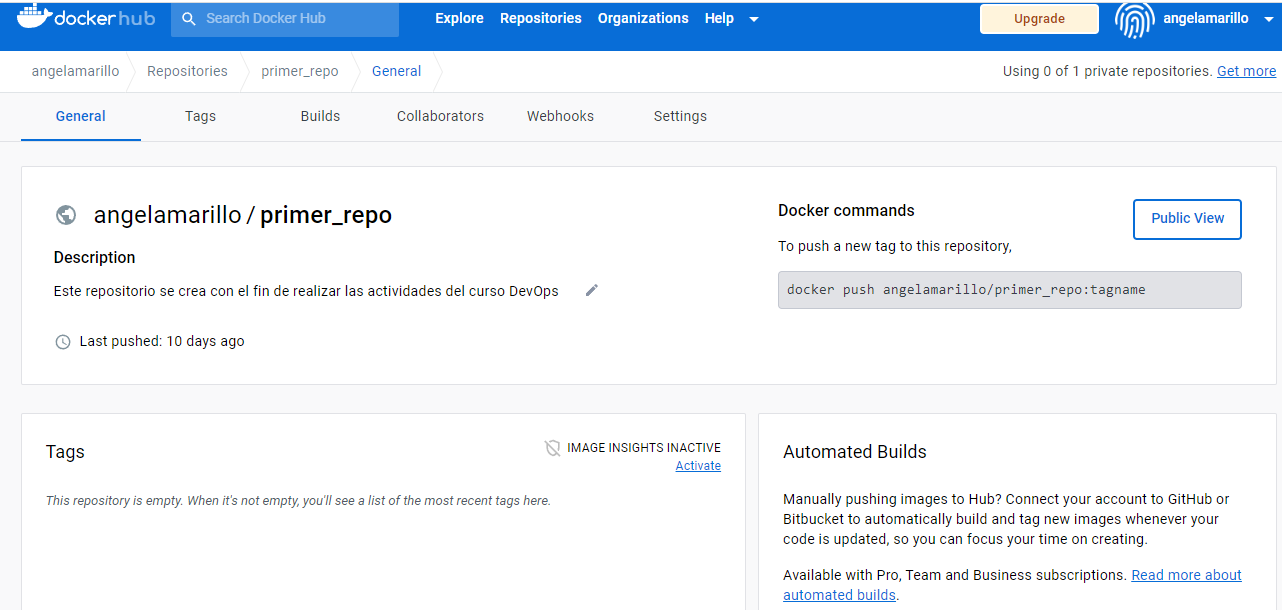 docker hub
Search Docker Hub
Explore Repositories Organizations Help
Upgrade
angelamarillo
angelamarillo Repositories primer_repo General
Using 0 of 1 private repositories. Get more
General Tags Builds Collaborators Webhooks Settings
angelamarillo / primer_repo
Description
Este repositorio se crea con el fin de realizar las actividades del curso DevOps
Last pushed: 10 days ago
Docker commands
Public View
To push a new tag to this repository,
docker push angelamarillo/primer_repo:tagname
Tags
IMAGE INSIGHTS INACTIVE
Activate
This repository is empty. When it's not empty, you'll see a list of the most recent tags here.
Automated Builds
Manually pushing images to Hub? Connect your account to GitHub or
Bitbucket to automatically build and tag new images whenever your
code is updated, so you can focus your time on creating.
Available with Pro, Team and Business subscriptions. Read more about
automated builds.